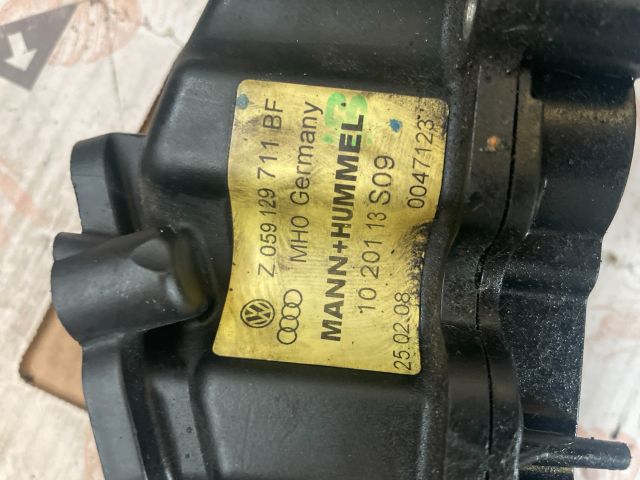 Z 059 129 711 BF
MHO Germany
MANN+HUMMEL
10 201 13 S09
25.02.08 0047123